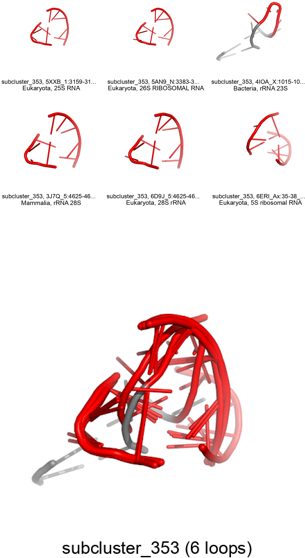 subcluster_353, 5XXB_1:3159-31...
Eukaryota, 25S RNA
subcluster_353, 5AN9_N:3383-3...
Eukaryota, 26S RIBOSOMAL RNA
subcluster_353, 4IOA_X:1015-10...
Bacteria, rRNA 23S
subcluster_353, 3J7Q_5:4625-46...
Mammalia, rRNA 28S
subcluster_353, 6D9J_5:4625-46...
Eukaryota, 28S rRNA
subcluster_353, 6ERI_Ax:35-38_...
Eukaryota, 5S ribosomal RNA
subcluster_353 (6 loops)